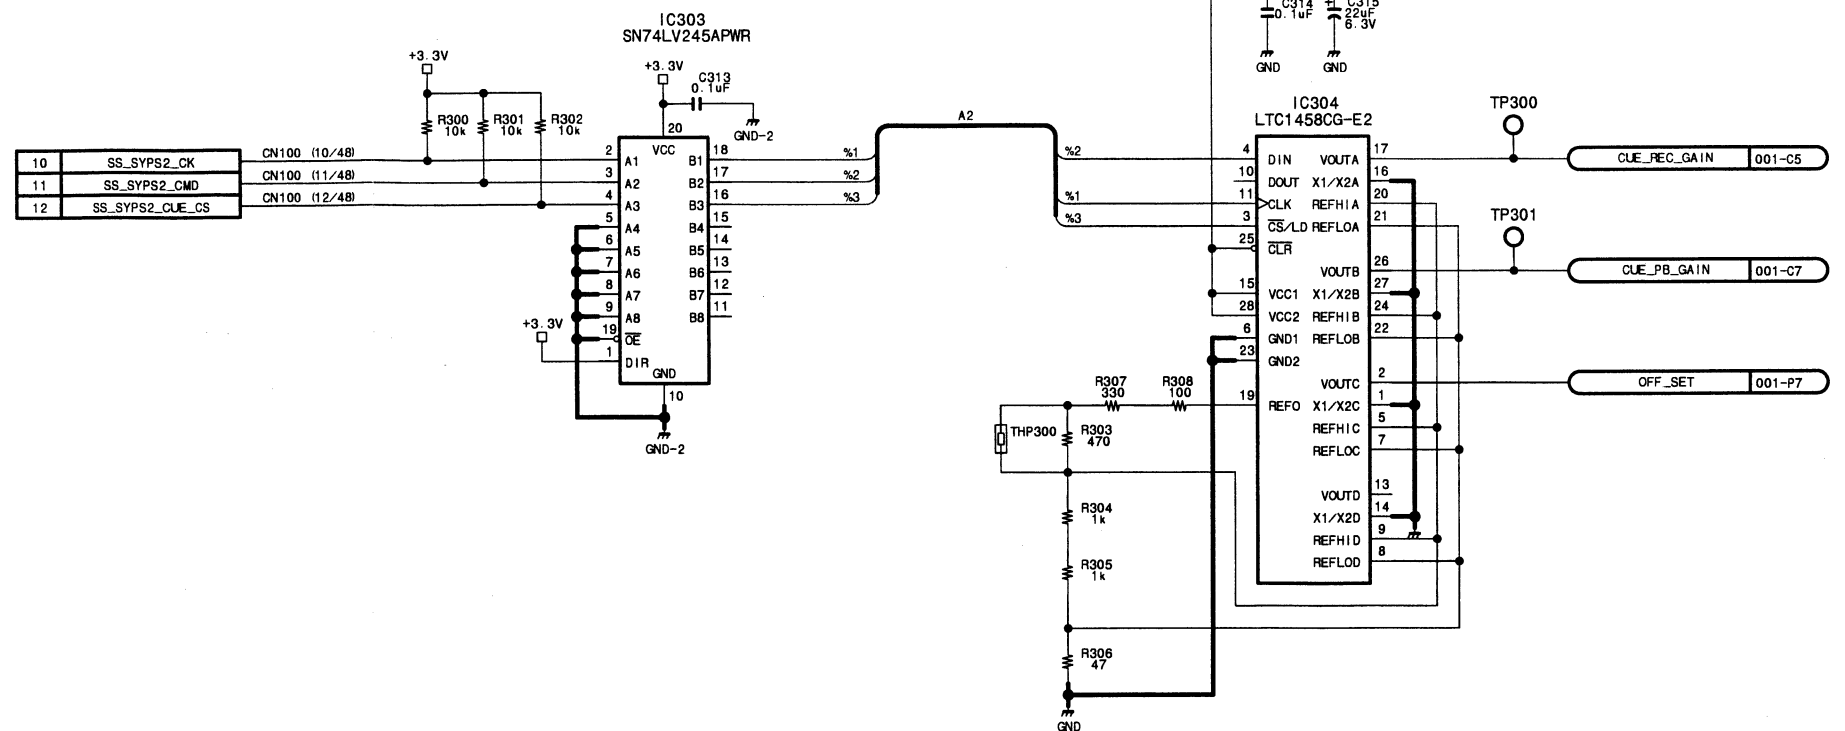 C314
0.1uF
C315
22uF
6.3V
GND
GND
IC303
SN74LV245APWR
+3.3V
+3.3V
C313
0.1uF
GND-2
R300
10k
R301
10k
R302
10k
10 SS_SYPS2_CK
11 SS_SYPS2_CMD
12 SS_SYPS2_CUE_CS
CN100 (10/48)
CN100 (11/48)
CN100 (12/48)
20
VCC
2 A1 B1 18
3 A2 B2 17
4 A3 B3 16
5 A4 B4 15
6 A5 B5 14
7 A6 B6 13
8 A7 B7 12
9 A8 B8 11
+3.3V
19 OE
1 DIR
GND
10
GND-2
%1
%2
%3
A2
%2
%1
%3
IC304
LTC1458CG-E2
4 DIN VOUTA 17
10 DOUT X1/X2A 16
11 CLK REFHIA 20
3 CS/LD REFLOA 21
25 CLR
VOUTB 26
15 VCC1 X1/X2B 27
28 VCC2 REFHIB 24
6 GND1 REFLOB 22
23 GND2
VOUTC 2
19 REFO X1/X2C 1
REFHIC 5
REFLOC 7
VOUTD 13
X1/X2D 14
REFHID 9
REFLOD 8
TP300
CUE_REC_GAIN 001-C5
TP301
CUE_PB_GAIN 001-C7
OFF_SET 001-P7
R307
330
R308
100
THP300
R303
470
R304
1k
R305
1k
R306
47
GND